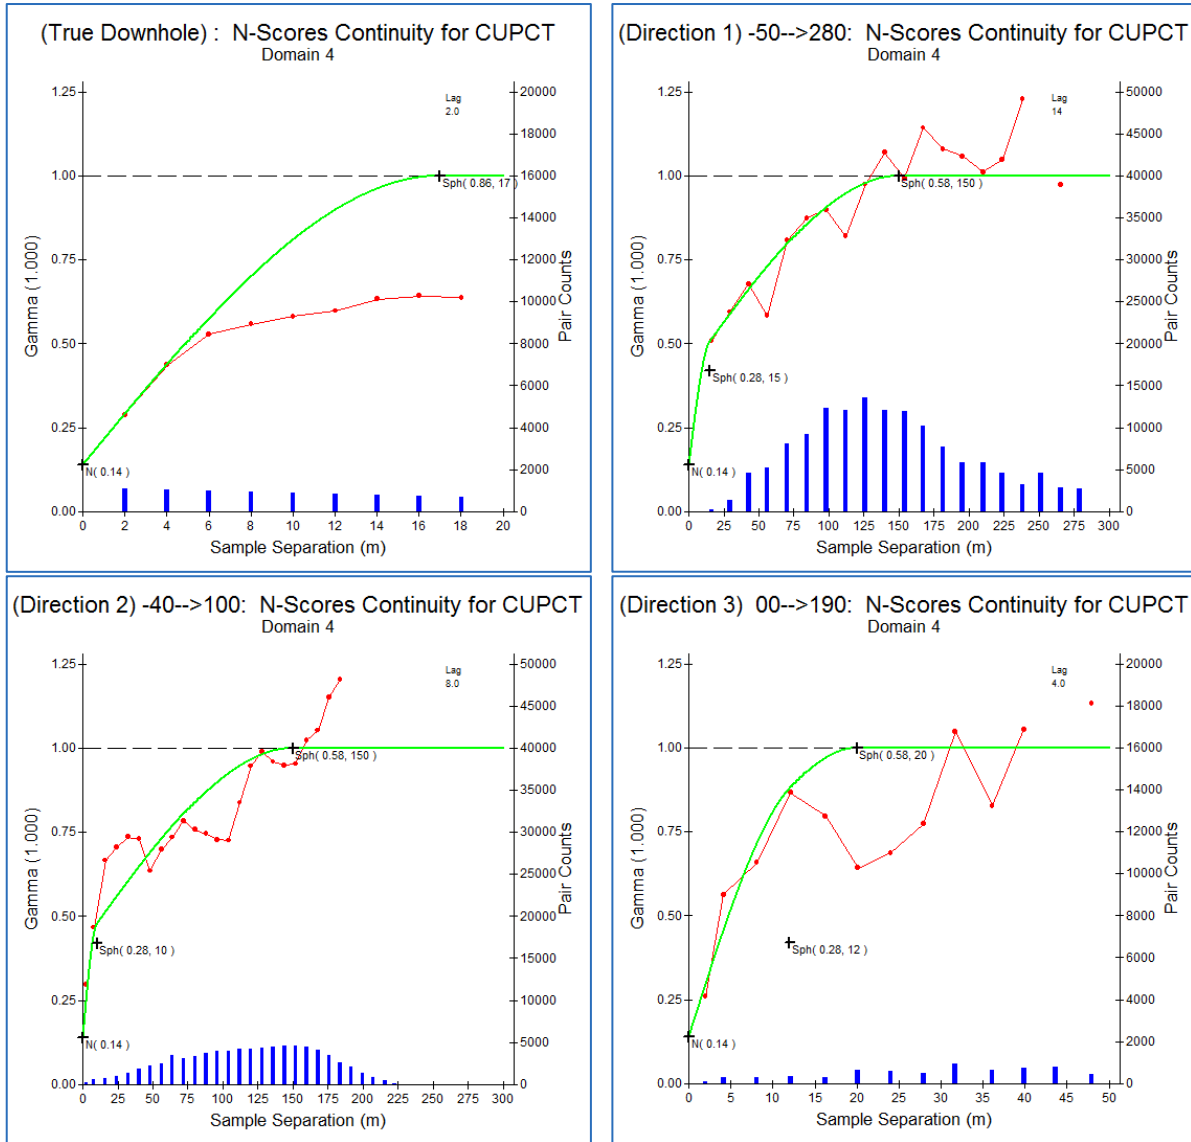 (True Downhole) :  N-Scores Continuity for CUPCT
Domain 4
Lag
2.0
1.25
1.00
0.75
0.50
0.25
0.00
Gamma (1.000)
20000
18000
16000
14000
12000
10000
8000
6000
4000
2000
0
Pair Counts
Sph( 0.86, 17 )
N( 0.14 )
0 2 4 6 8 10 12 14 16 18 20
Sample Separation (m)
(Direction 1) -50-->280:  N-Scores Continuity for CUPCT
Domain 4
Lag
14
1.25
1.00
0.75
0.50
0.25
0.00
Gamma (1.000)
50000
45000
40000
35000
30000
25000
20000
15000
10000
5000
0
Pair Counts
Sph( 0.58, 150 )
Sph( 0.28, 15 )
N( 0.14 )
0 25 50 75 100 125 150 175 200 225 250 275 300
Sample Separation (m)
(Direction 2) -40-->100:  N-Scores Continuity for CUPCT
Domain 4
Lag
8.0
1.25
1.00
0.75
0.50
0.25
0.00
Gamma (1.000)
50000
45000
40000
35000
30000
25000
20000
15000
10000
5000
0
Pair Counts
Sph( 0.58, 150 )
Sph( 0.28, 10 )
N( 0.14 )
0 25 50 75 100 125 150 175 200 225 250 275 300
Sample Separation (m)
(Direction 3)  00-->190:  N-Scores Continuity for CUPCT
Domain 4
Lag
4.0
1.25
1.00
0.75
0.50
0.25
0.00
Gamma (1.000)
20000
18000
16000
14000
12000
10000
8000
6000
4000
2000
0
Pair Counts
Sph( 0.58, 20 )
Sph( 0.28, 12 )
N( 0.14 )
0 5 10 15 20 25 30 35 40 45 50
Sample Separation (m)